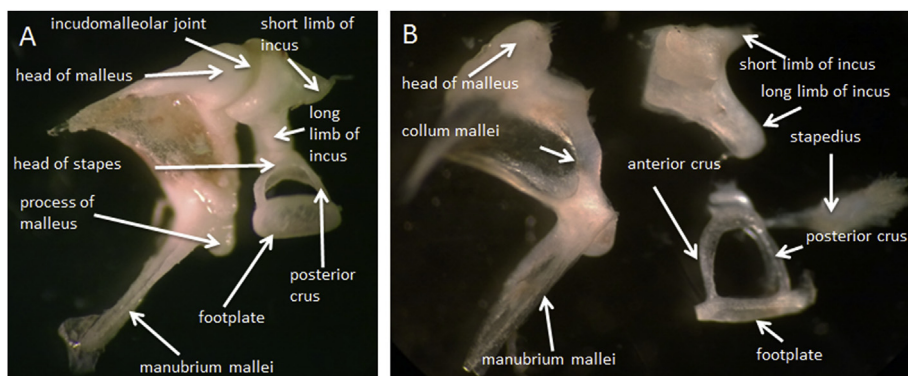 A
incudomalleolar joint
short limb of
incus
head of malleus
long
limb of
incus
head of stapes
process of
malleus
posterior
crus
footplate
manubrium mallei
B
head of malleus
short limb of incus
long limb of incus
collum mallei
stapedius
anterior crus
posterior crus
manubrium mallei
footplate